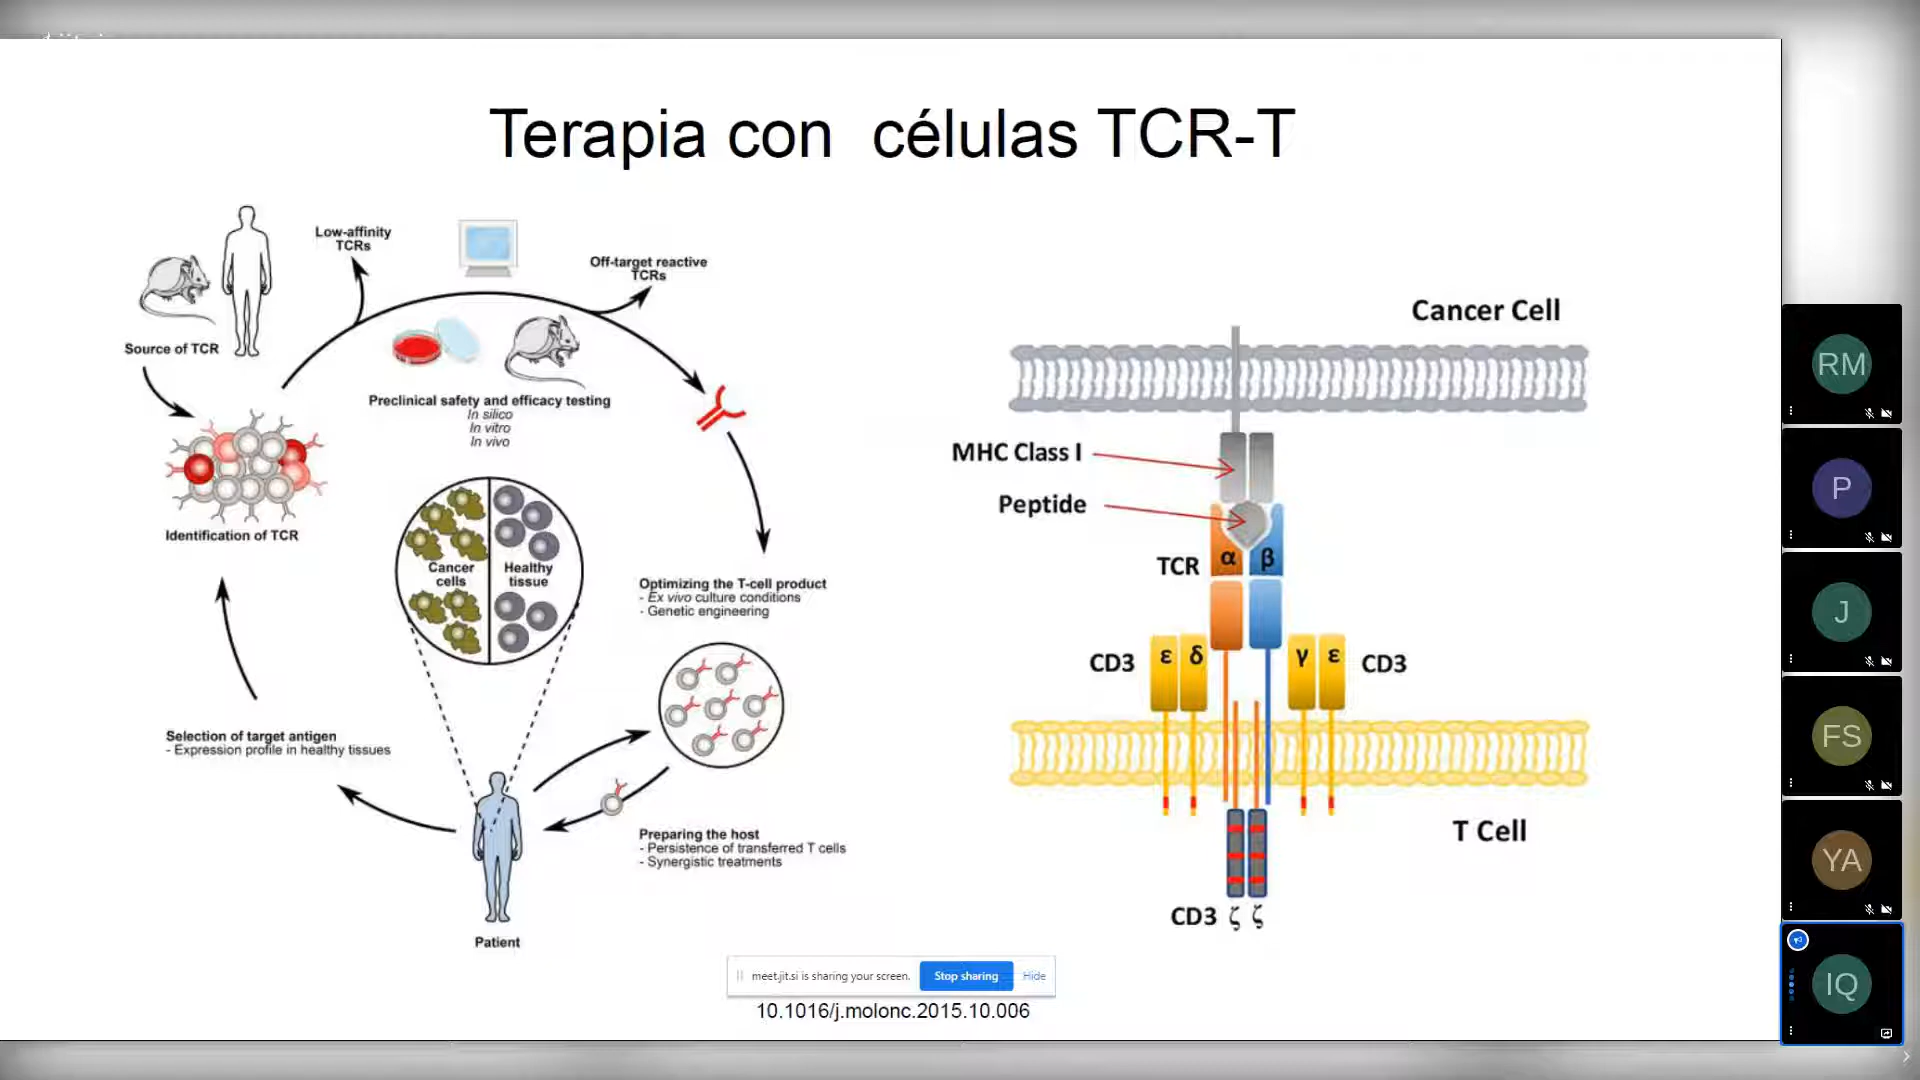 Terapia con células TCR-T
Low-affinity
TCRs
Off-target reactive
TCRs
Source of TCR
Preclinical safety and efficacy testing
In silico
In vitro
In vivo
Identification of TCR
Cancer
cells
Healthy
tissue
Optimizing the T-cell product
- Ex vivo culture conditions
- Genetic engineering
Selection of target antigen
- Expression profile in healthy tissues
Preparing the host
- Persistence of transferred T cells
- Synergistic treatments
Patient
Cancer Cell
MHC Class I
Peptide
TCR
α
β
CD3
ε
δ
γ
ε
CD3
T Cell
CD3 ζ ζ
meet.jit.si is sharing your screen.
Stop sharing
Hide
10.1016/j.molonc.2015.10.006
RM
P
J
FS
YA
IQ